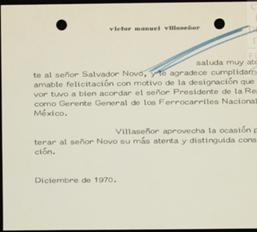 victor manuel villaseñor
saluda muy ate
te al señor Salvador Novo, y le agradece cumplidam
amable felicitación con motivo de la designación que
vor tuvo a bien acordar el señor Presidente de la Re
como Gerente General de los Ferrocarriles Nacional
México.
Villaseñor aprovecha la ocasión p
terar al señor Novo su más atenta y distinguida cons
ción.
Diciembre de 1970.